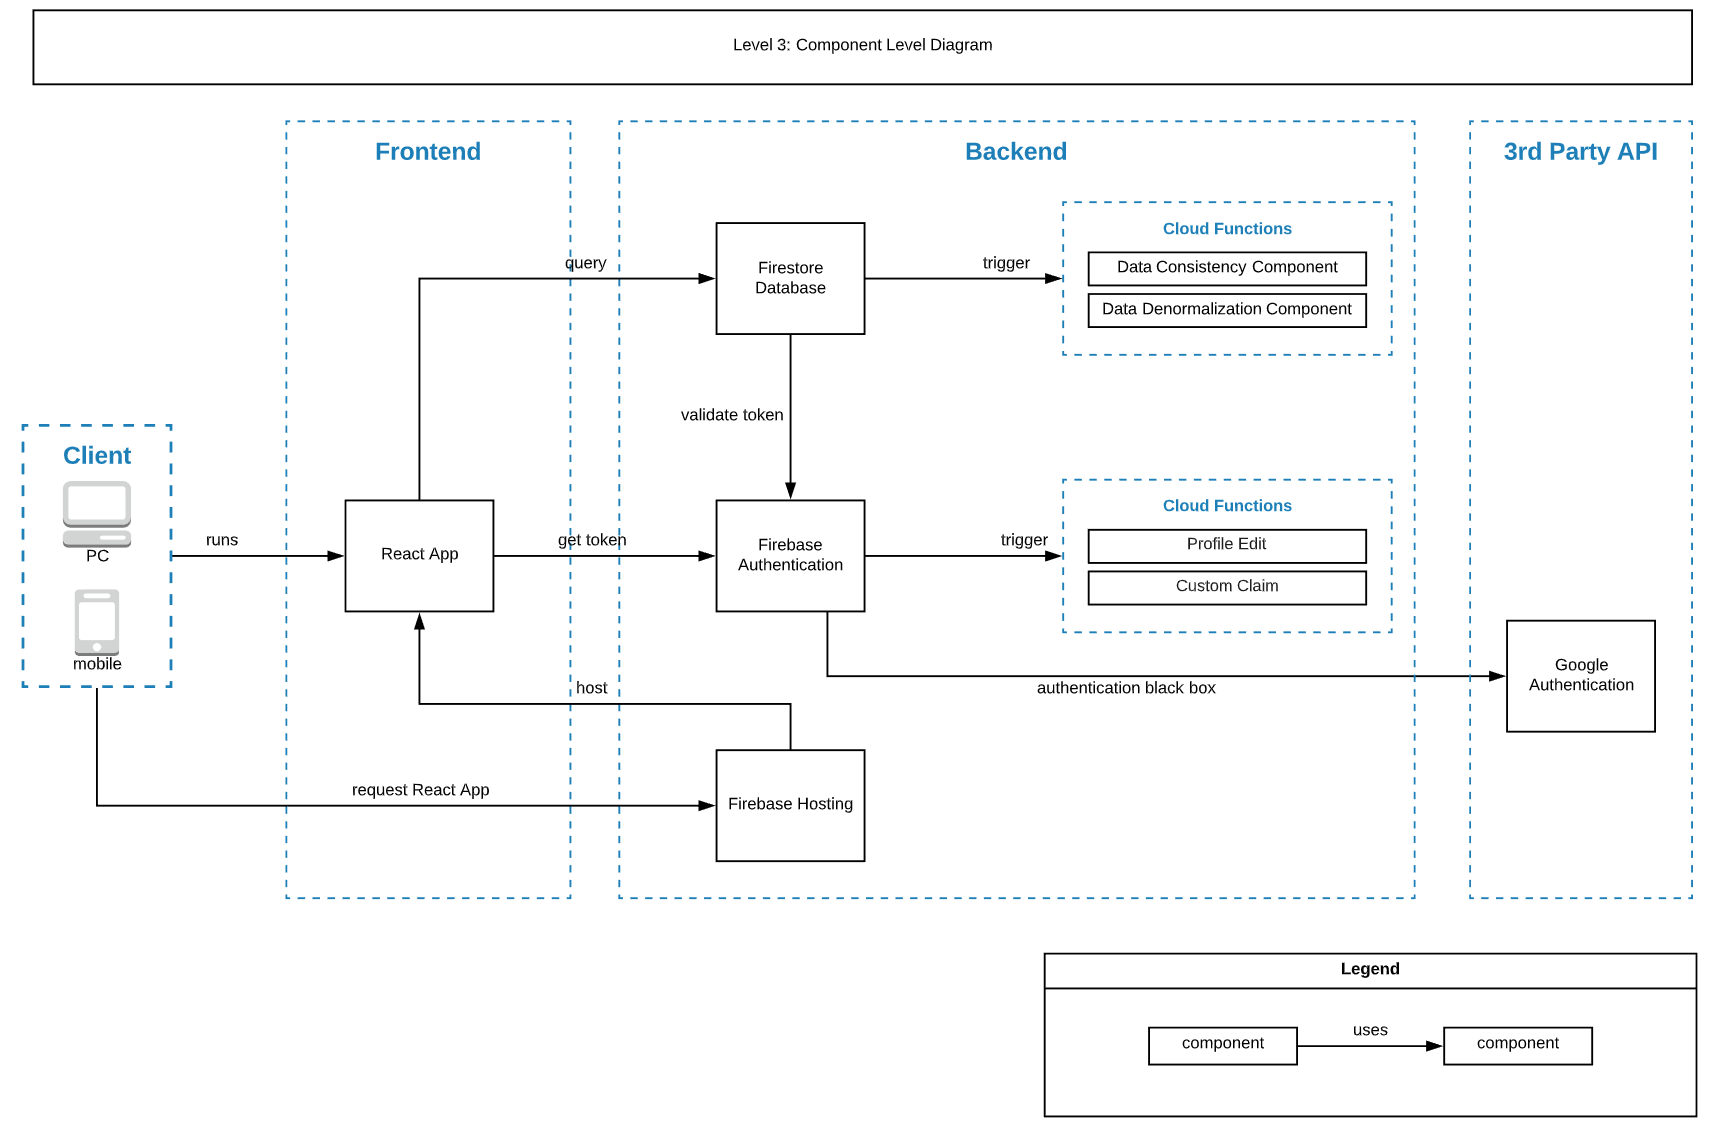 Level 3: Component Level Diagram
Frontend
Backend
3rd Party API
Cloud Functions
Data Consistency Component
Data Denormalization Component
query
Firestore
Database
trigger
validate token
Client
PC
mobile
runs
React App
get token
Firebase
Authentication
trigger
Cloud Functions
Profile Edit
Custom Claim
Google
Authentication
authentication black box
host
request React App
Firebase Hosting
Legend
component
uses
component